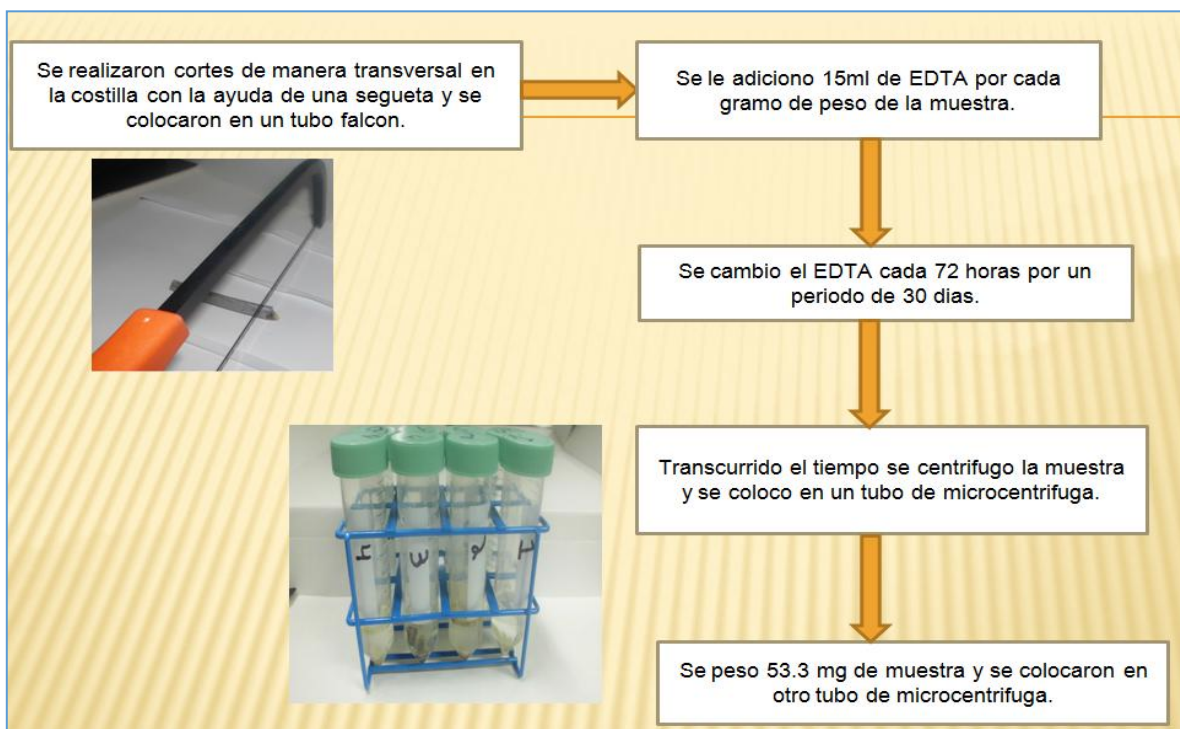 Se realizaron cortes de manera transversal en
la costilla con la ayuda de una segueta y se
colocaron en un tubo falcon.
Se le adiciono 15ml de EDTA por cada
gramo de peso de la muestra.
Se cambio el EDTA cada 72 horas por un
periodo de 30 dias.
Transcurrido el tiempo se centrifugo la muestra
y se coloco en un tubo de microcentrifuga.
Se peso 53.3 mg de muestra y se colocaron en
otro tubo de microcentrifuga.
4 3 2 1